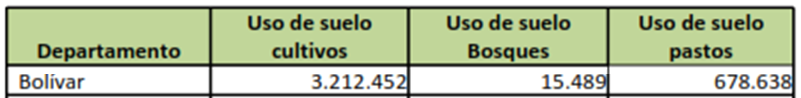 Departamento Uso de suelo cultivos Uso de suelo Bosques Uso de suelo pastos
Bolívar 3.212.452 15.489 678.638